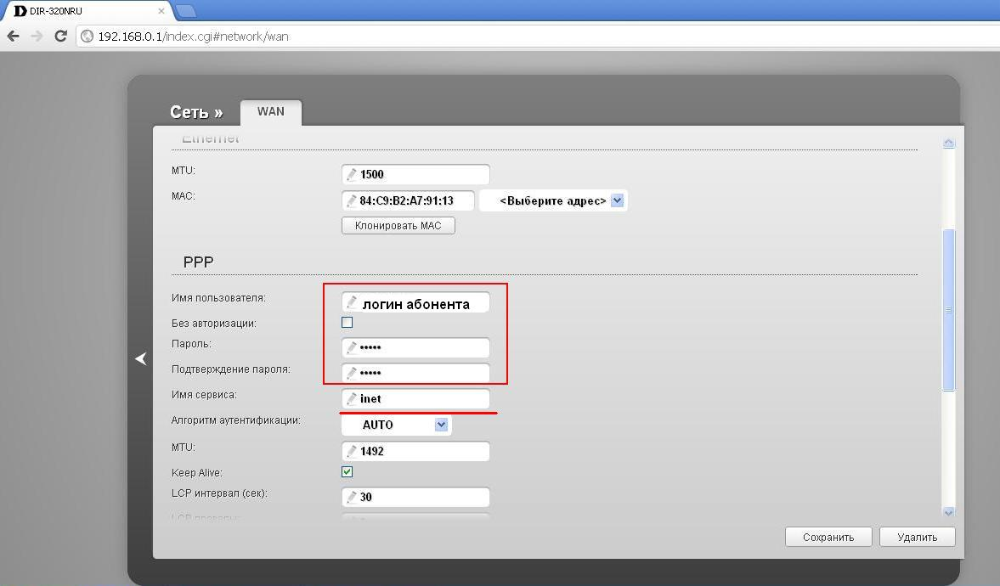 DIR-320NRU
192.168.0.1/index.cgi#network/wan
Сеть »
WAN
Ethernet
MTU: 1500
MAC: 84:C9:B2:A7:91:13 <Выберите адрес>
Клонировать MAC
PPP
Имя пользователя: логин абонента
Без авторизации:
Пароль: •••••
Подтверждение пароля: •••••
Имя сервиса: inet
Алгоритм аутентификации: AUTO
MTU: 1492
Keep Alive:
LCP интервал (сек): 30
LCP провалы:
Сохранить Удалить